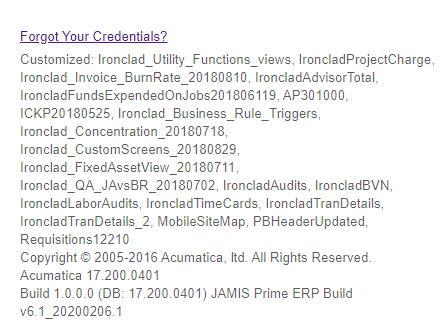 Forgot Your Credentials?
Customized: Ironclad_Utility_Functions_views, IroncladProjectCharge,
Ironclad_Invoice_BurnRate_20180810, IroncladAdvisorTotal,
IroncladFundsExpendedOnJobs201806119, AP301000,
ICKP20180525, Ironclad_Business_Rule_Triggers,
Ironclad_Concentration_20180718,
Ironclad_CustomScreens_20180829,
Ironclad_FixedAssetView_20180711,
Ironclad_QA_JAvsBR_20180702, IroncladAudits, IroncladBVN,
IroncladLaborAudits, IroncladTimeCards, IroncladTranDetails,
IroncladTranDetails_2, MobileSiteMap, PBHeaderUpdated,
Requisitions12210
Copyright © 2005-2016 Acumatica, ltd. All Rights Reserved.
Acumatica 17.200.0401
Build 1.0.0.0 (DB: 17.200.0401) JAMIS Prime ERP Build
v6.1_20200206.1